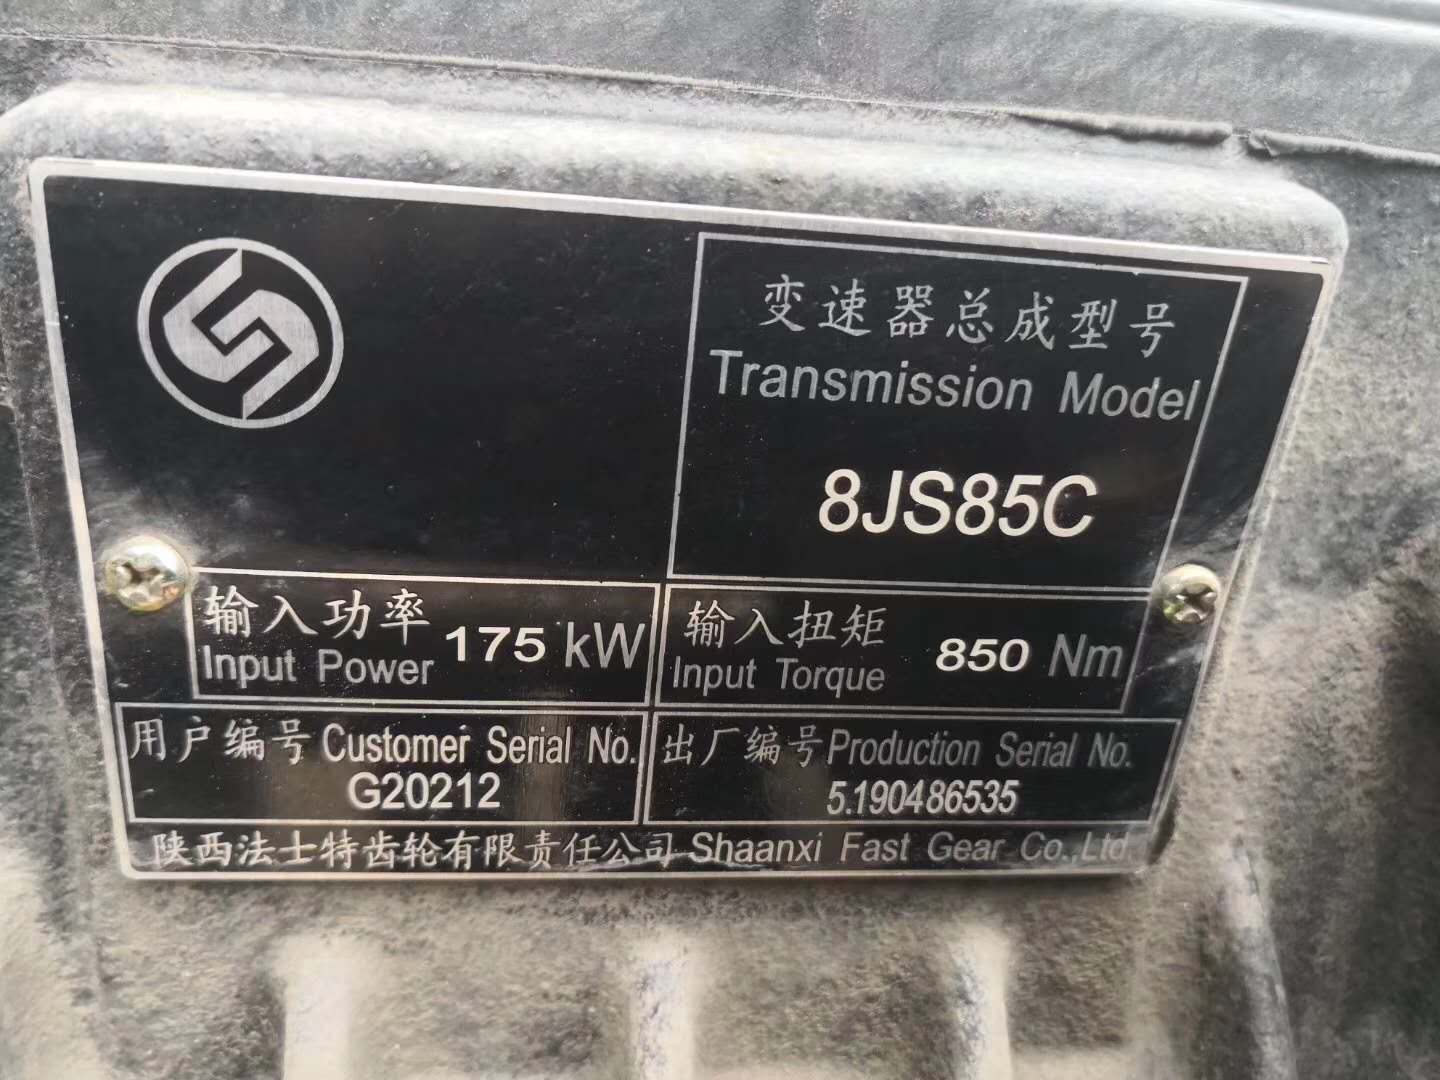 变速器总成型号
Transmission Model
8JS85C
输入功率 175 kW
Input Power
输入扭矩 850 Nm
Input Torque
用户编号 Customer Serial No.
G20212
出厂编号 Production Serial No.
5.190486535
陕西法士特齿轮有限责任公司 Shaanxi Fast Gear Co.,Ltd